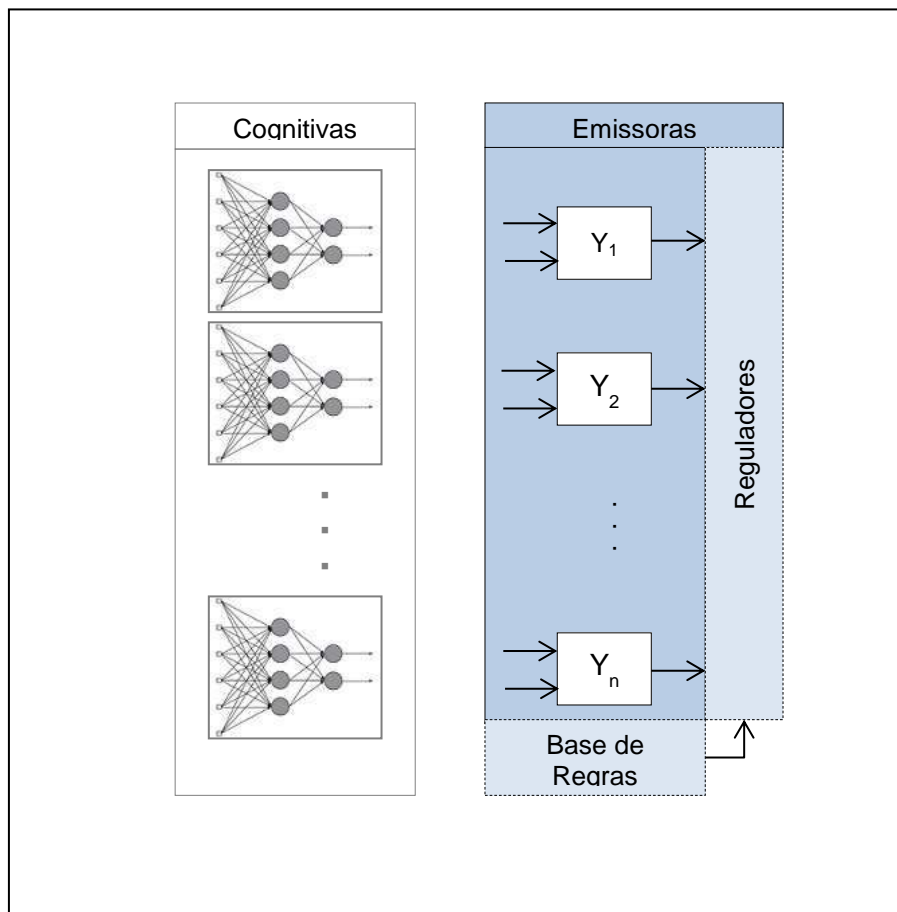 Cognitivas
Emissoras
Y1
Y2
Yn
Reguladores
Base de
Regras